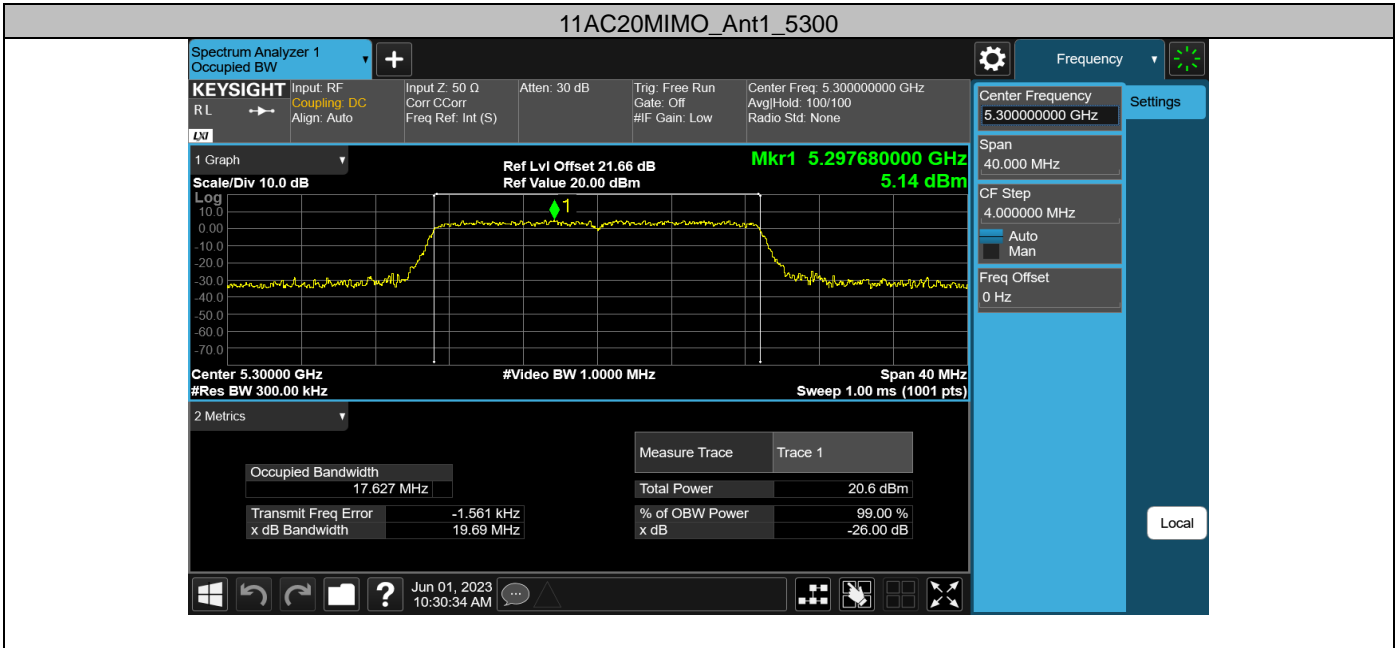 11AC20MIMO_Ant1_5300
Spectrum Analyzer 1
Occupied BW
+
Frequency
KEYSIGHT
RL
LXI
Input: RF
Coupling: DC
Align: Auto
Input Z: 50 Ω
Corr CCorr
Freq Ref: Int (S)
Atten: 30 dB
Trig: Free Run
Gate: Off
#IF Gain: Low
Center Freq: 5.300000000 GHz
Avg|Hold: 100/100
Radio Std: None
Center Frequency
5.300000000 GHz
Settings
Span
40.000 MHz
CF Step
4.000000 MHz
Auto
Man
Freq Offset
0 Hz
Local
1 Graph
Scale/Div 10.0 dB
Ref Lvl Offset 21.66 dB
Ref Value 20.00 dBm
Mkr1 5.297680000 GHz
5.14 dBm
Log
1
10.0
0.00
-10.0
-20.0
-30.0
-40.0
-50.0
-60.0
-70.0
Center 5.30000 GHz #Video BW 1.0000 MHz Span 40 MHz
#Res BW 300.00 kHz Sweep 1.00 ms (1001 pts)
2 Metrics
Measure Trace Trace 1
Occupied Bandwidth
17.627 MHz
Total Power 20.6 dBm
Transmit Freq Error -1.561 kHz
% of OBW Power 99.00 %
x dB Bandwidth 19.69 MHz
x dB -26.00 dB
?
Jun 01, 2023
10:30:34 AM